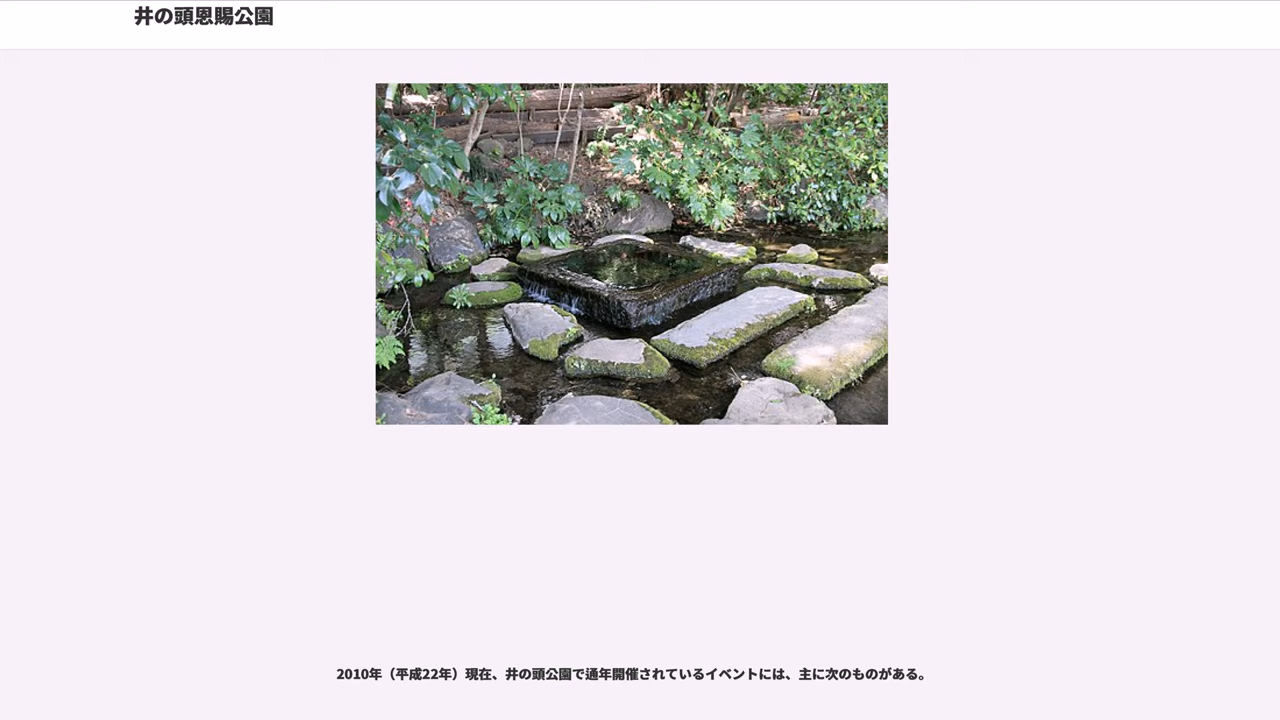 井の頭恩賜公園
2010年（平成22年）現在、井の頭公園で通年開催されているイベントには、主に次のものがある。